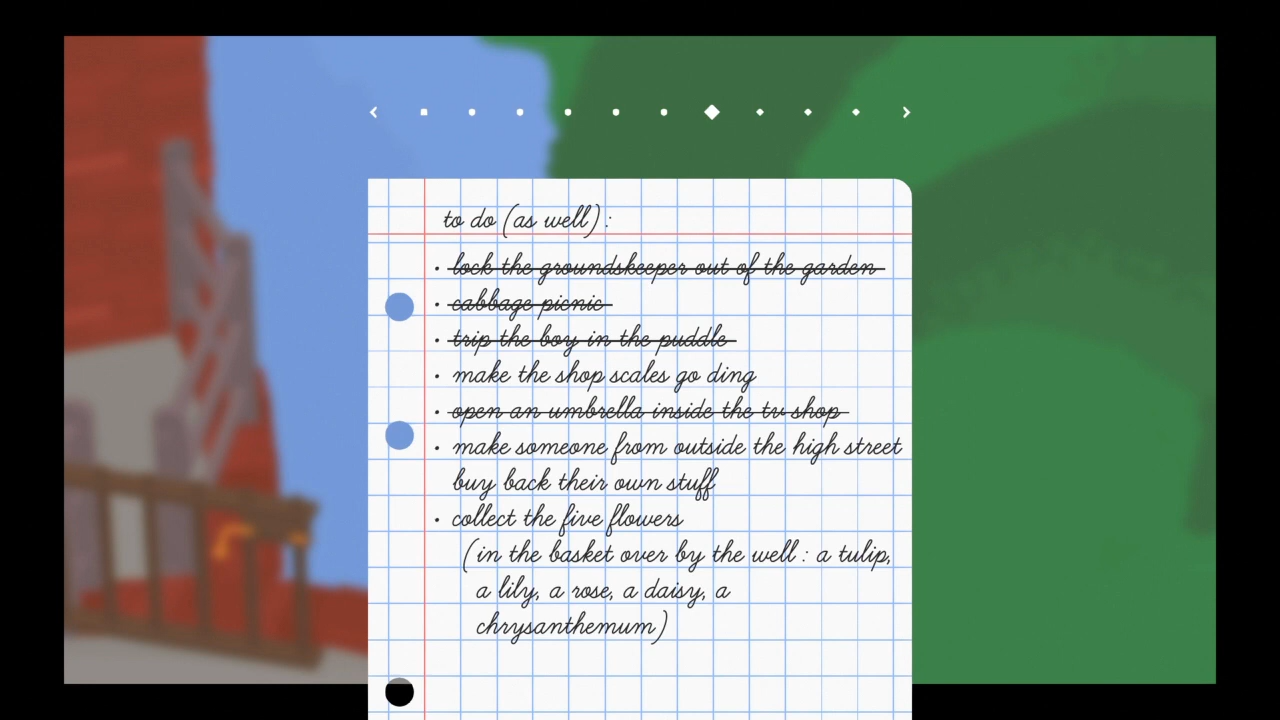 to do (as well) :
• lock the groundskeeper out of the garden
• cabbage picnic
• trip the boy in the puddle
• make the shop scales go ding
• open an umbrella inside the tv shop
• make someone from outside the high street
buy back their own stuff
• collect the five flowers
(in the basket over by the well : a tulip,
a lily, a rose, a daisy, a
chrysanthemum)